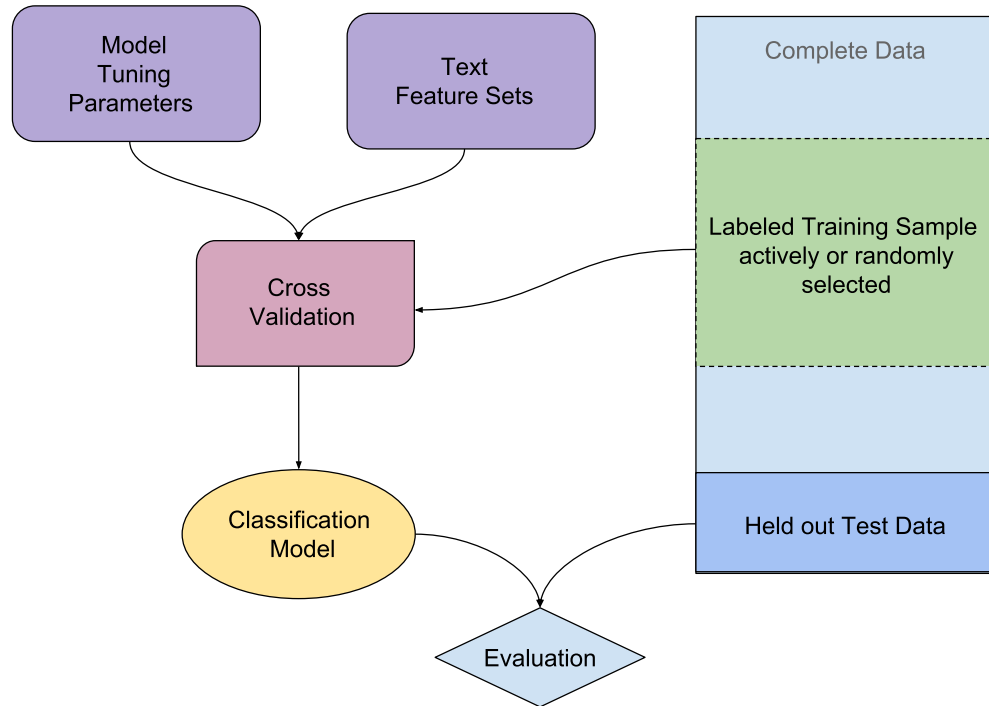 Model
Tuning
Parameters
Text
Feature Sets
Complete Data
Labeled Training Sample
actively or randomly
selected
Cross
Validation
Classification
Model
Held out Test Data
Evaluation